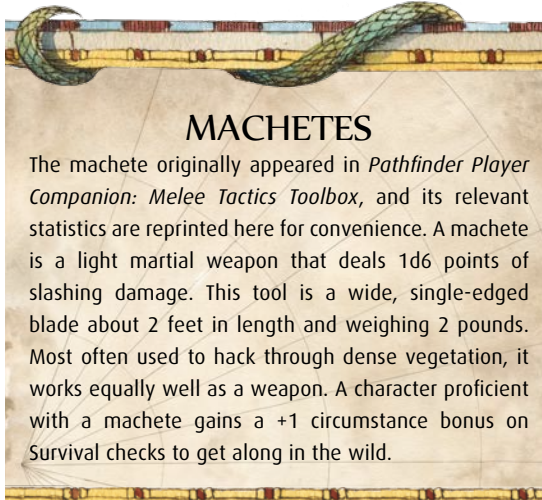 MACHETES
The machete originally appeared in Pathfinder Player
Companion: Melee Tactics Toolbox, and its relevant
statistics are reprinted here for convenience. A machete
is a light martial weapon that deals 1d6 points of
slashing damage. This tool is a wide, single-edged
blade about 2 feet in length and weighing 2 pounds.
Most often used to hack through dense vegetation, it
works equally well as a weapon. A character proficient
with a machete gains a +1 circumstance bonus on
Survival checks to get along in the wild.